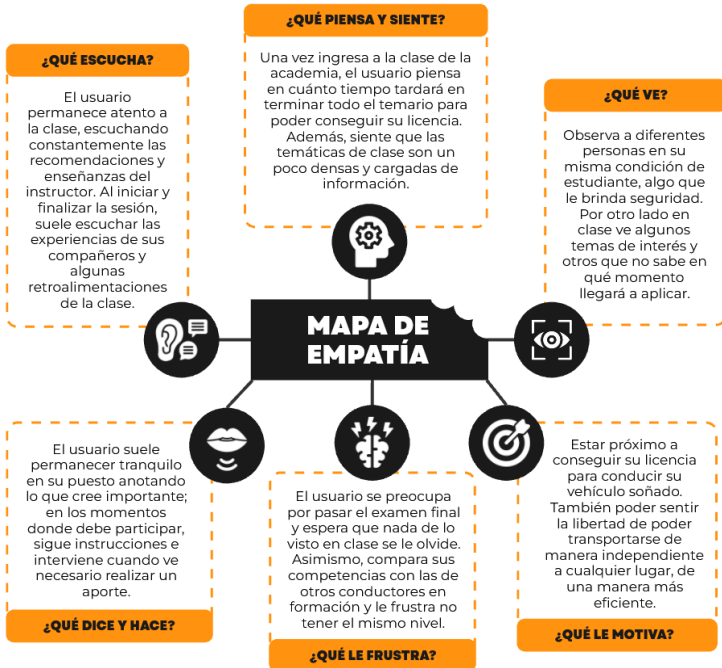 ¿QUÉ PIENSA Y SIENTE?
Una vez ingresa a la clase de la
academia, el usuario piensa
en cuánto tiempo tardará en
terminar todo el temario para
poder conseguir su licencia.
Además, siente que las
temáticas de clase son un
poco densas y cargadas de
información.
¿QUÉ ESCUCHA?
El usuario
permanece atento a
la clase, escuchando
constantemente las
recomendaciones y
enseñanzas del
instructor. Al iniciar y
finalizar la sesión,
suele escuchar las
experiencias de sus
compañeros y
algunas
retroalimentaciones
de la clase.
¿QUÉ VE?
Observa a diferentes
personas en su
misma condición de
estudiante, algo que
le brinda seguridad.
Por otro lado en
clase ve algunos
temas de interés y
otros que no sabe en
qué momento
llegará a aplicar.
MAPA DE
EMPATÍA
El usuario suele
permanecer tranquilo
en su puesto anotando
lo que cree importante;
en los momentos
donde debe participar,
sigue instrucciones e
interviene cuando ve
necesario realizar un
aporte.
¿QUÉ DICE Y HACE?
El usuario se preocupa
por pasar el examen final
y espera que nada de lo
visto en clase se le olvide.
Asimismo, compara sus
competencias con las de
otros conductores en
formación y le frustra no
tener el mismo nivel.
¿QUÉ LE FRUSTRA?
Estar próximo a
conseguir su licencia
para conducir su
vehículo soñado.
También poder sentir
la libertad de poder
transportarse de
manera independiente
a cualquier lugar, de
una manera más
eficiente.
¿QUÉ LE MOTIVA?